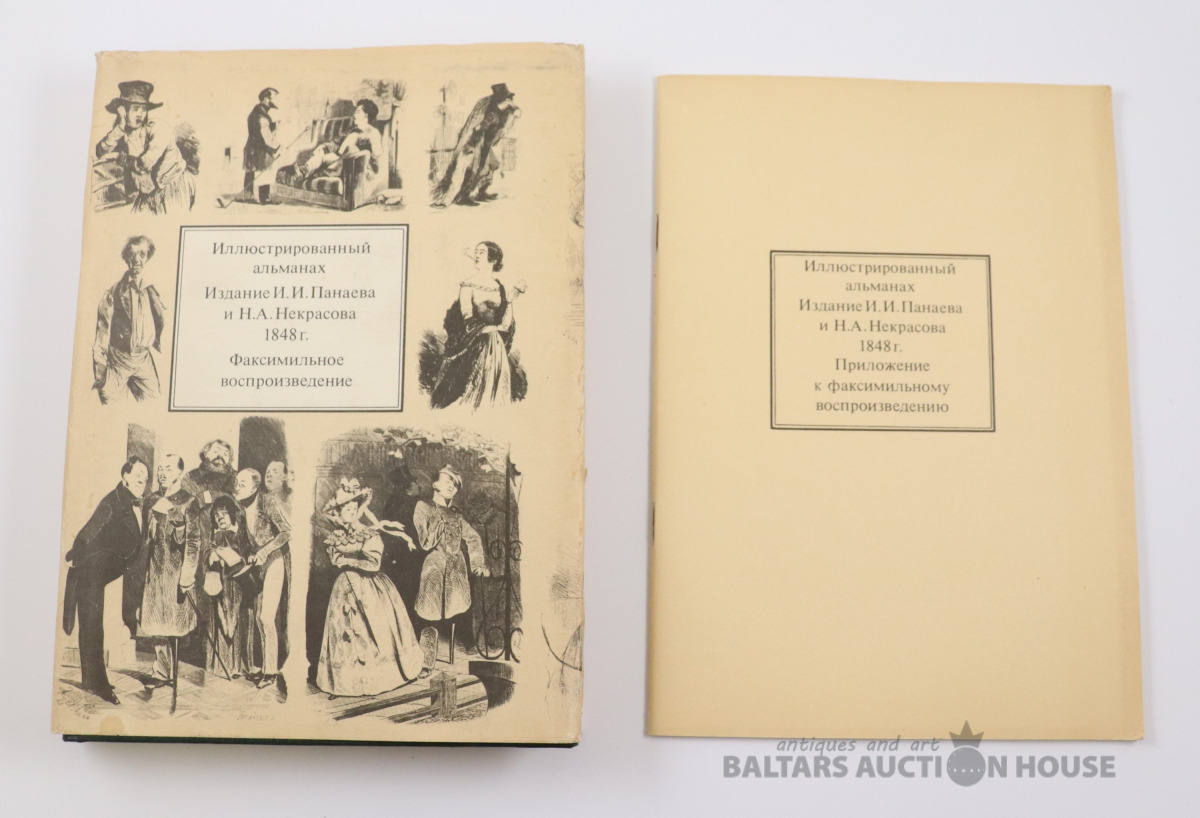 Иллюстрированный
альманах
Издание И. И. Панаева
и Н. А. Некрасова
1848 г.
Факсимильное
воспроизведение
Иллюстрированный
альманах
Издание И. И. Панаева
и Н. А. Некрасова
1848 г.
Приложение
к факсимильному
воспроизведению
antiques and art
BALTARS AUCTION HOUSE